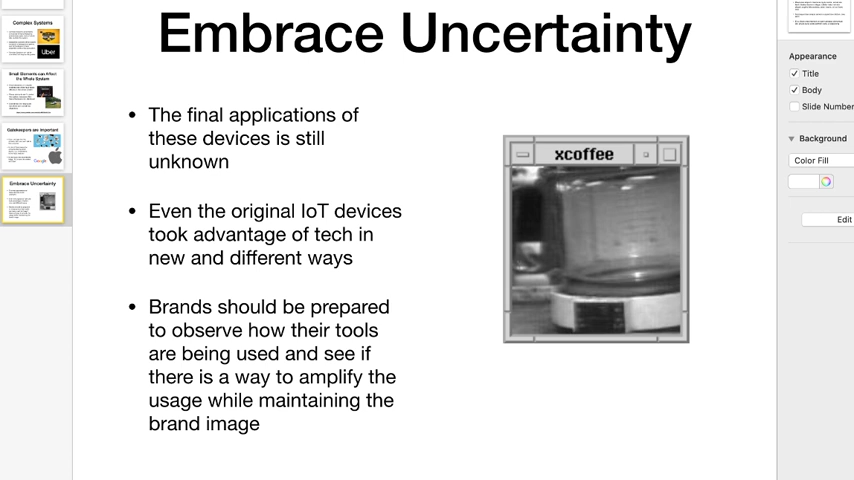 Embrace Uncertainty
• The final applications of
these devices is still
unknown
• Even the original IoT devices
took advantage of tech in
new and different ways
• Brands should be prepared
to observe how their tools
are being used and see if
there is a way to amplify the
usage while maintaining the
brand image
xcoffee
Complex Systems
Uber
Small Elements can Affect
the Whole System
Gatekeepers are Important
Google
Embrace Uncertainty
Appearance
Title
Body
Slide Number
Background
Color Fill
Edit